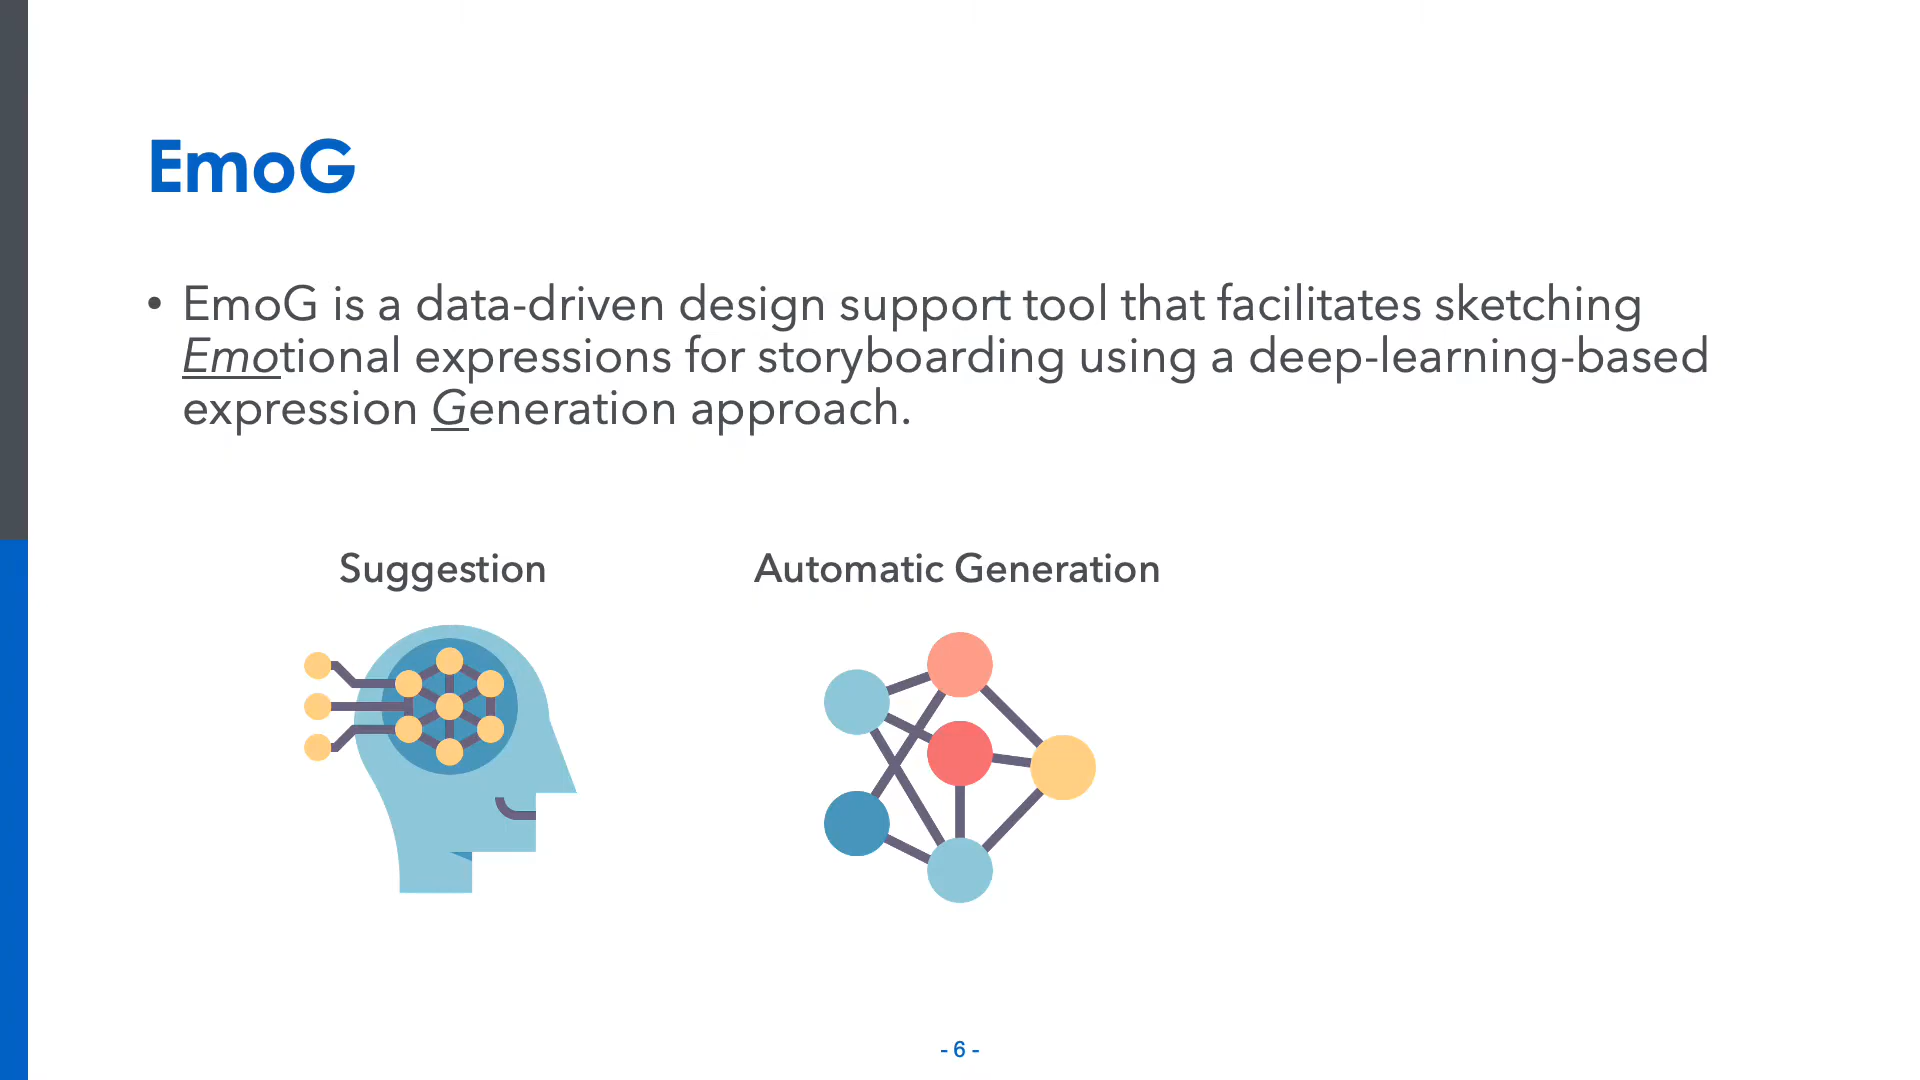 EmoG
• EmoG is a data-driven design support tool that facilitates sketching
Emotional expressions for storyboarding using a deep-learning-based
expression Generation approach.
Suggestion
Automatic Generation
- 6 -